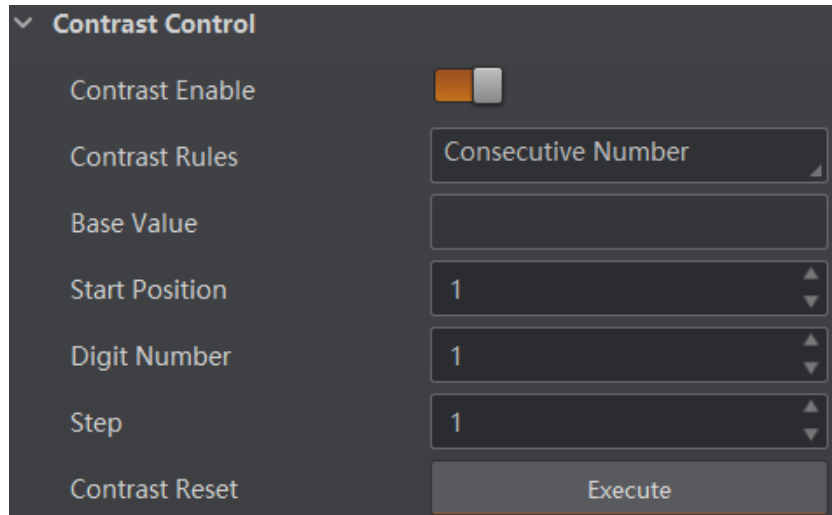 Contrast Control
Contrast Enable
Contrast Rules Consecutive Number
Base Value
Start Position 1
Digit Number 1
Step 1
Contrast Reset Execute